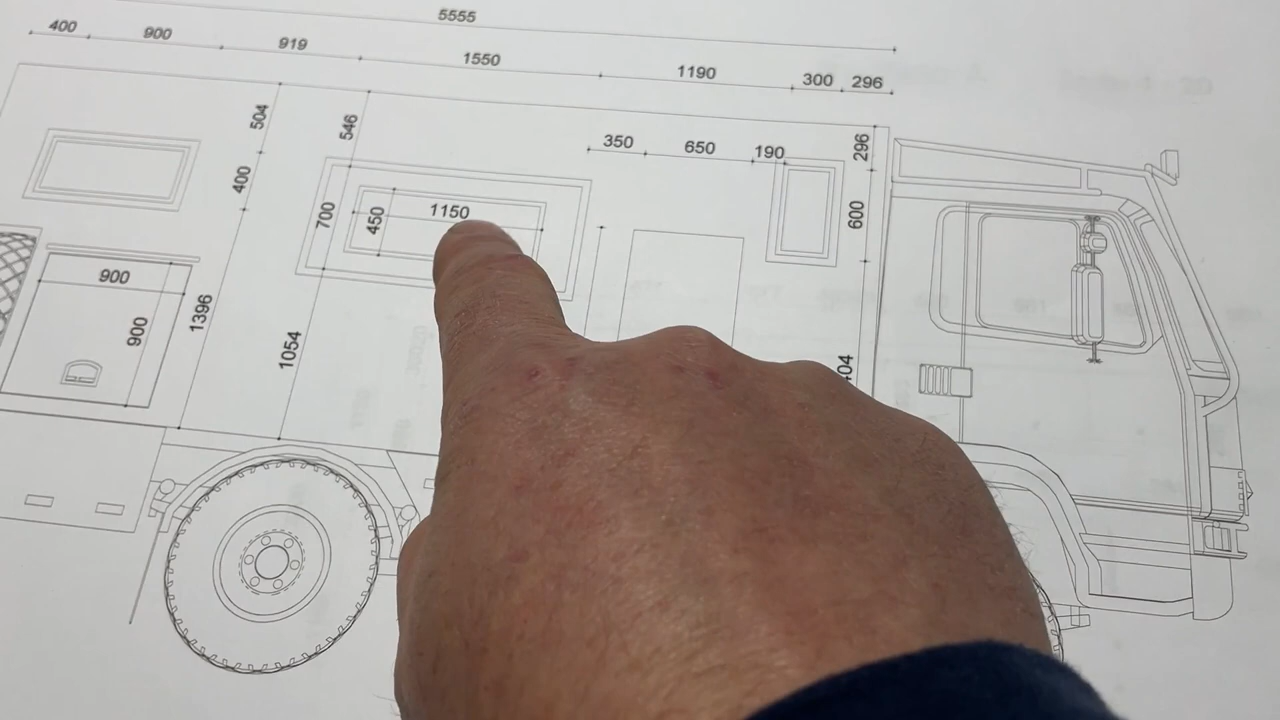 5555
400 900 919 1550 1190 300 296
504 546 350 650 190 296
400 700 450 1150 600
900 900 1396 1054 404